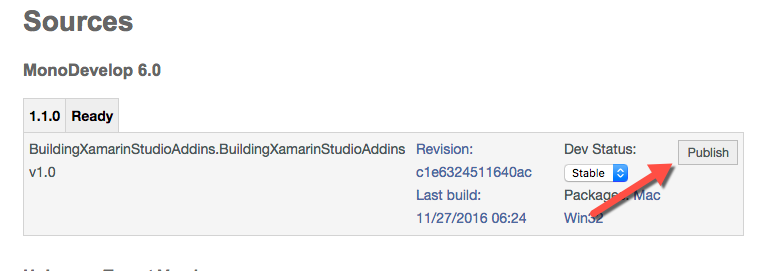 Sources
MonoDevelop 6.0
1.1.0 Ready
BuildingXamarinStudioAddins.BuildingXamarinStudioAddins Revision: Dev Status: Publish
v1.0 c1e6324511640ac Stable
Last build: Packages: Mac
11/27/2016 06:24 Win32